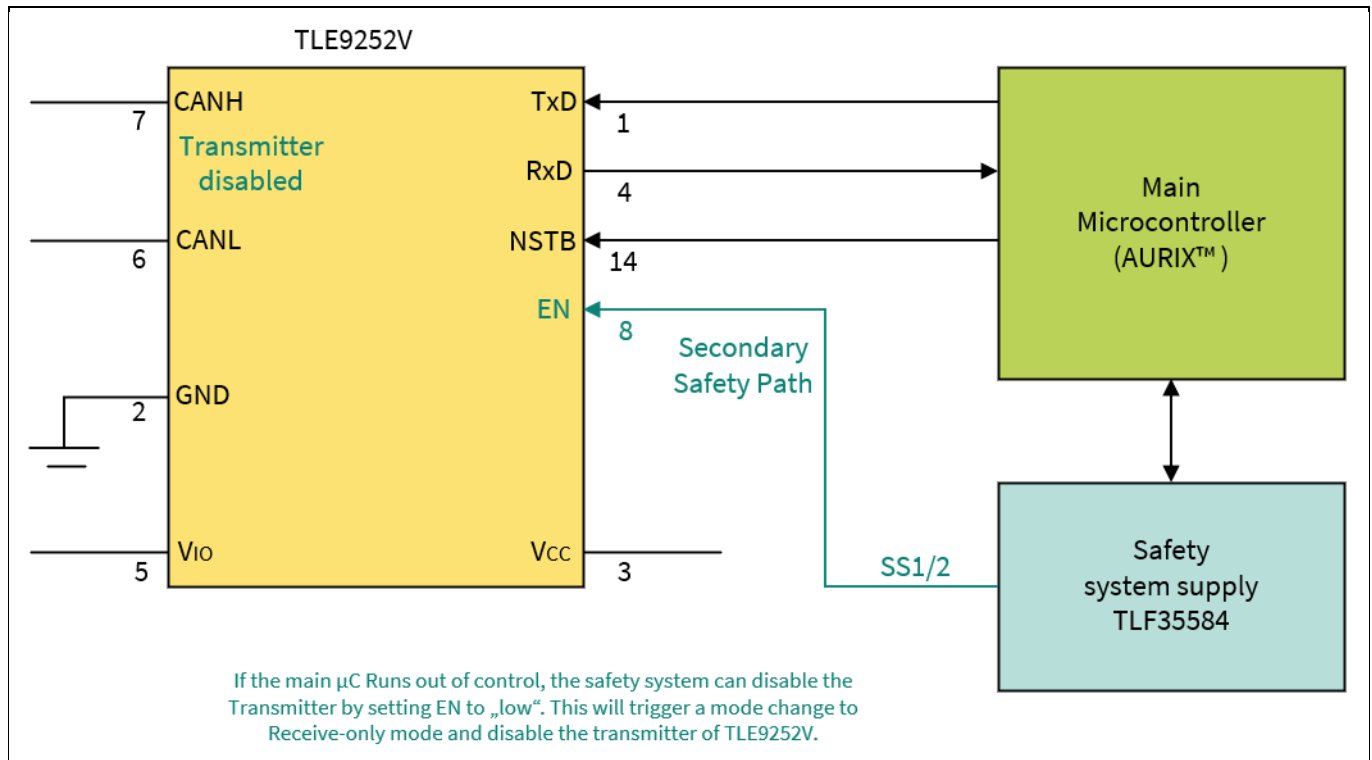 TLE9252V
CANH
7
Transmitter
disabled
CANL
6
GND
2
VIO
5
TxD
1
RxD
4
NSTB
14
EN
8
Vcc
3
Secondary
Safety Path
SS1/2
Main
Microcontroller
(AURIX™ )
Safety
system supply
TLF35584
If the main µC Runs out of control, the safety system can disable the
Transmitter by setting EN to „low“. This will trigger a mode change to
Receive-only mode and disable the transmitter of TLE9252V.